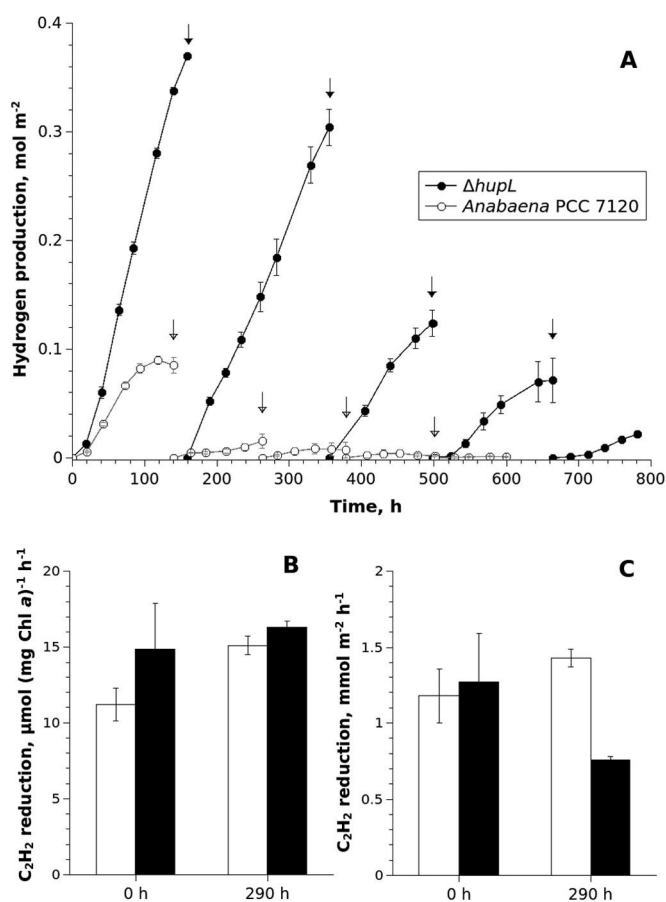 0.4
A
0.3
0.2
0.1
0
Hydrogen production, mol m⁻²
ΔhupL
Anabaena PCC 7120
0 100 200 300 400 500 600 700 800
Time, h
B
20
15
10
5
0
C₂H₂ reduction, µmol (mg Chl a)⁻¹ h⁻¹
0 h 290 h
C
2
1.5
1
0.5
0
C₂H₂ reduction, mmol m⁻² h⁻¹
0 h 290 h